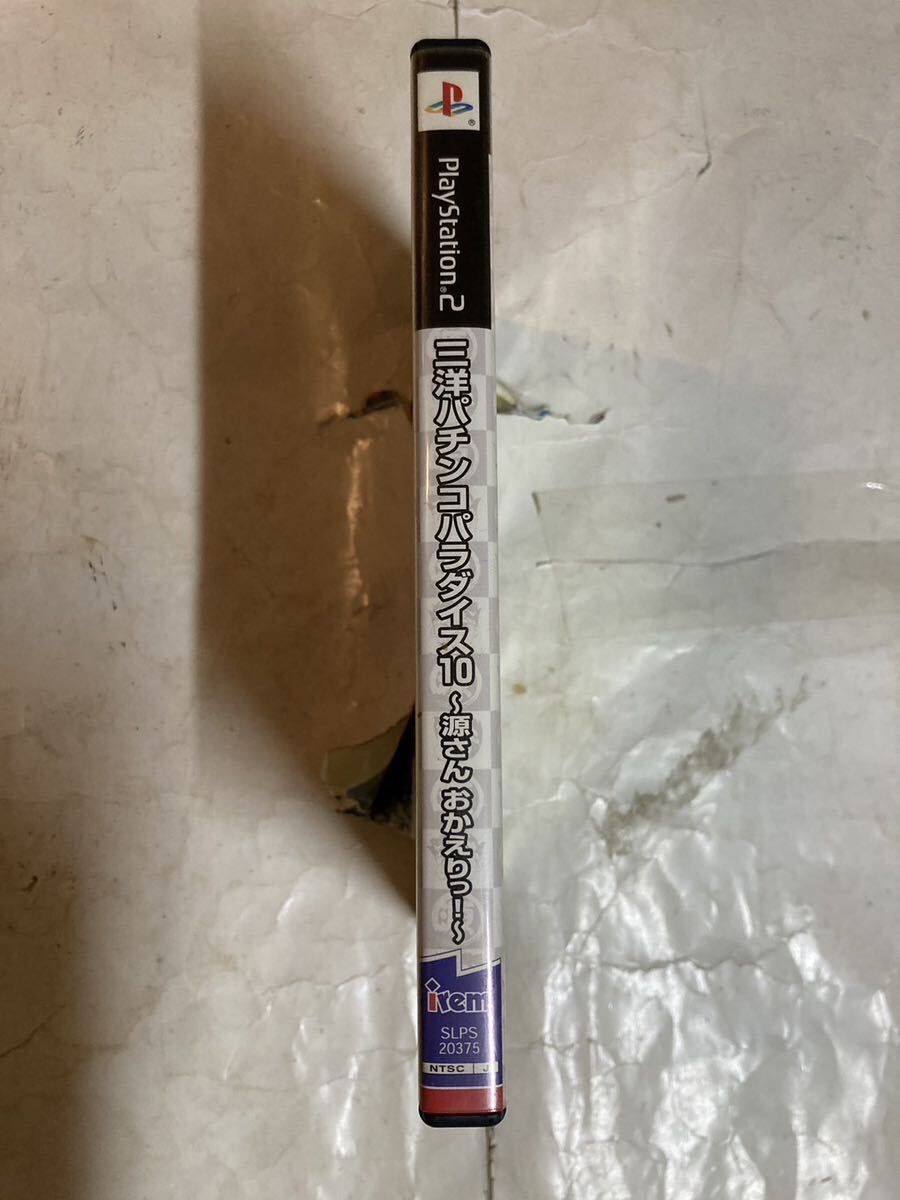 ®
PlayStation®2
三洋パチンコパラダイス10 ～源さん おかえりっ！～
irem
SLPS
20375
NTSC J